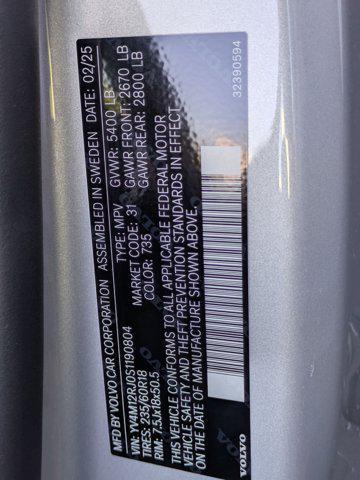 MFD BY VOLVO CAR CORPORATION ASSEMBLED IN SWEDEN DATE: 02/25
VIN: YV4M12RJ0S1190804 TYPE: MPV GVWR: 5400 LB
TIRES: 235/60R18 MARKET CODE: 31 GAWR FRONT: 2670 LB
RIM: 7.5Jx18x50.5 COLOR: 735 GAWR REAR: 2800 LB
THIS VEHICLE CONFORMS TO ALL APPLICABLE FEDERAL MOTOR
VEHICLE SAFETY AND THEFT PREVENTION STANDARDS IN EFFECT
ON THE DATE OF MANUFACTURE SHOWN ABOVE.
VOLVO 32390594